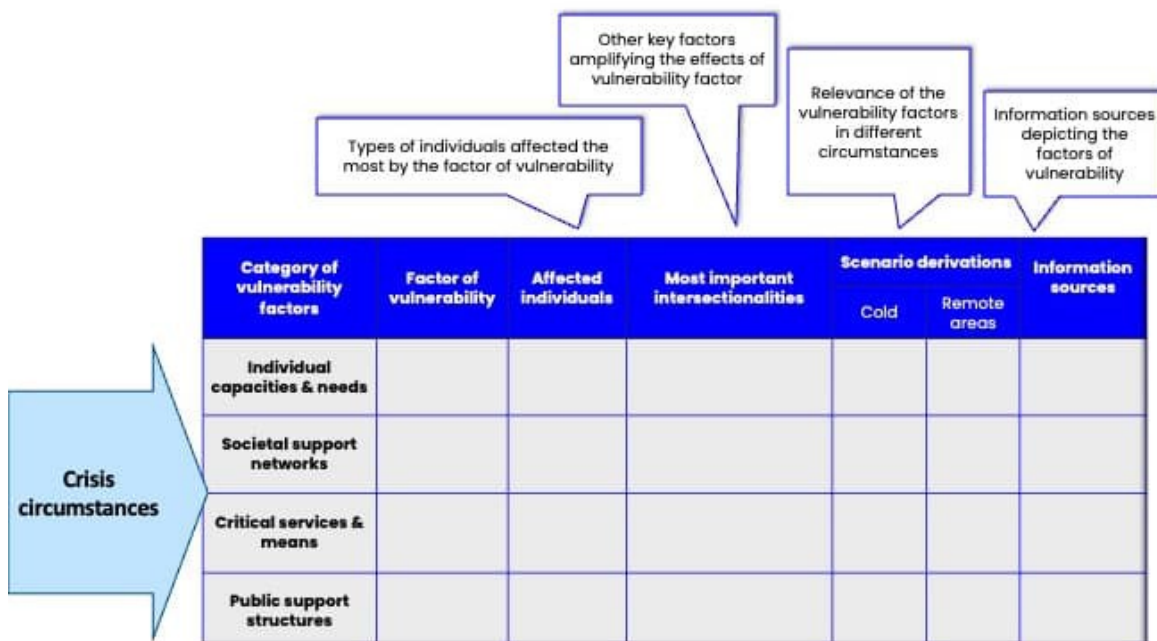 Other key factors
amplifying the effects of
vulnerability factor
Relevance of the
vulnerability factors
in different
circumstances
Information sources
depicting the
factors of
vulnerability
Types of individuals affected the
most by the factor of vulnerability
Category of
vulnerability
factors
Factor of
vulnerability
Affected
individuals
Most important
intersectionalities
Scenario derivations
Cold
Remote
areas
Information
sources
Individual
capacities & needs
Societal support
networks
Critical services &
means
Public support
structures
Crisis
circumstances